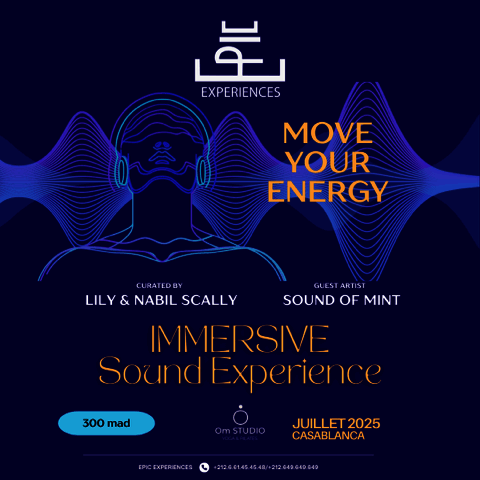 EPIC
EXPERIENCES
MOVE
YOUR
ENERGY
CURATED BY
LILY & NABIL SCALLY
GUEST ARTIST
SOUND OF MINT
IMMERSIVE
Sound Experience
300 mad
Om STUDIO
JUILLET 2025
CASABLANCA
EPIC EXPERIENCES +212.6.61.45.45.48/+212.649.649.649